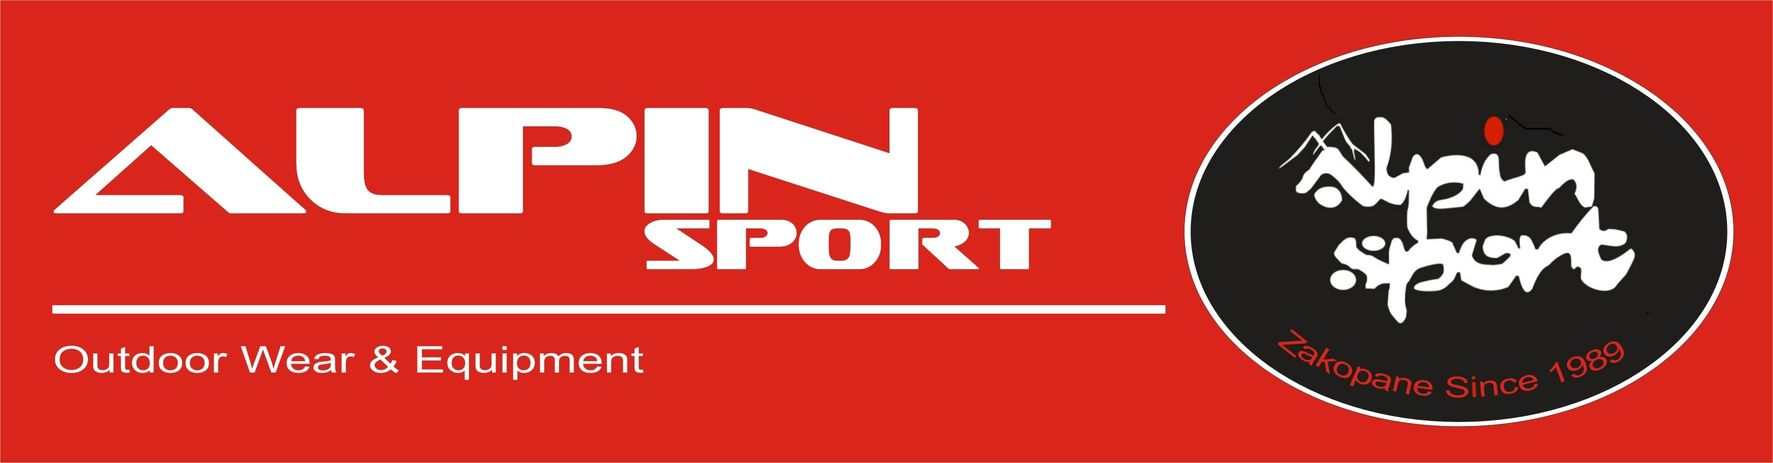 ALPIN
SPORT
Outdoor Wear & Equipment
Alpin
sport
Zakopane Since 1989